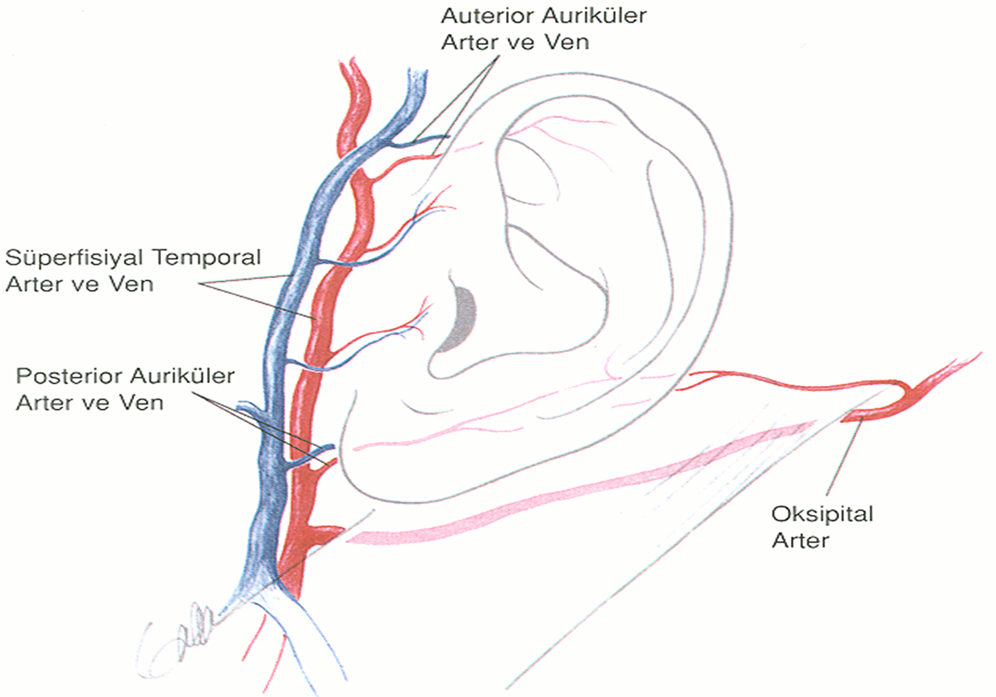 Auterior Auriküler
Arter ve Ven
Süperfisiyal Temporal
Arter ve Ven
Posterior Auriküler
Arter ve Ven
Oksipital
Arter